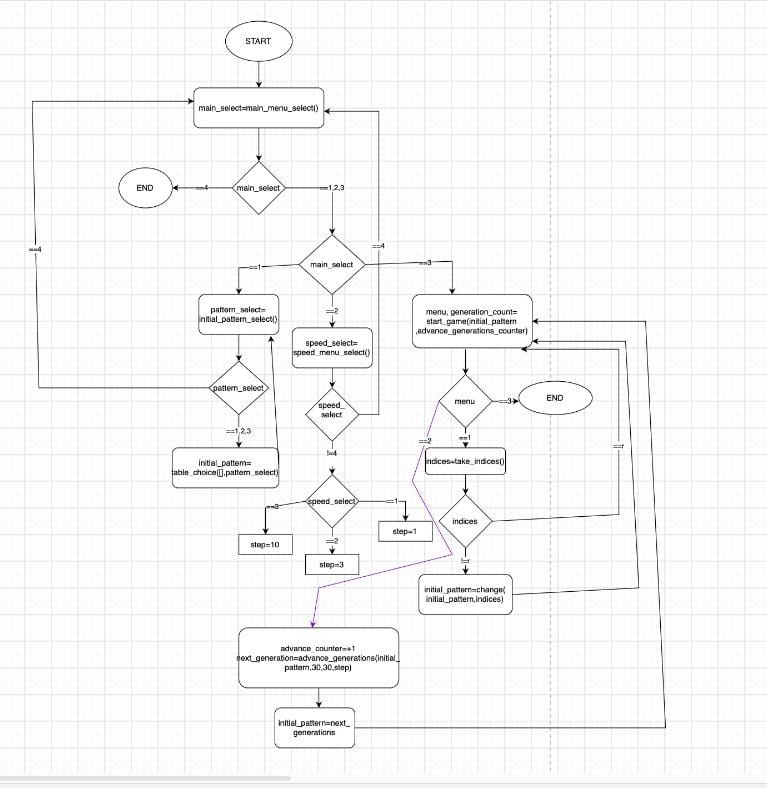 START
main_select=main_menu_select()
main_select
==4
END
==1,2,3
main_select
==1
==2
==3
==4
==4
pattern_select=
initial_pattern_select()
speed_select=
speed_menu_select()
menu, generation_count=
start_game(initial_pattern
,advance_generations_counter)
pattern_select
==1,2,3
initial_pattern=
table_choice([],pattern_select)
speed_
select
!=4
speed_select
==3
==2
==1
step=10
step=3
step=1
menu
==3
END
==2
==1
indices=take_indices()
indices
==r
!=r
initial_pattern=change(
initial_pattern,indices)
advance_counter=+1
next_generation=advance_generations(initial_
pattern,30,30,step)
initial_pattern=next_
generations